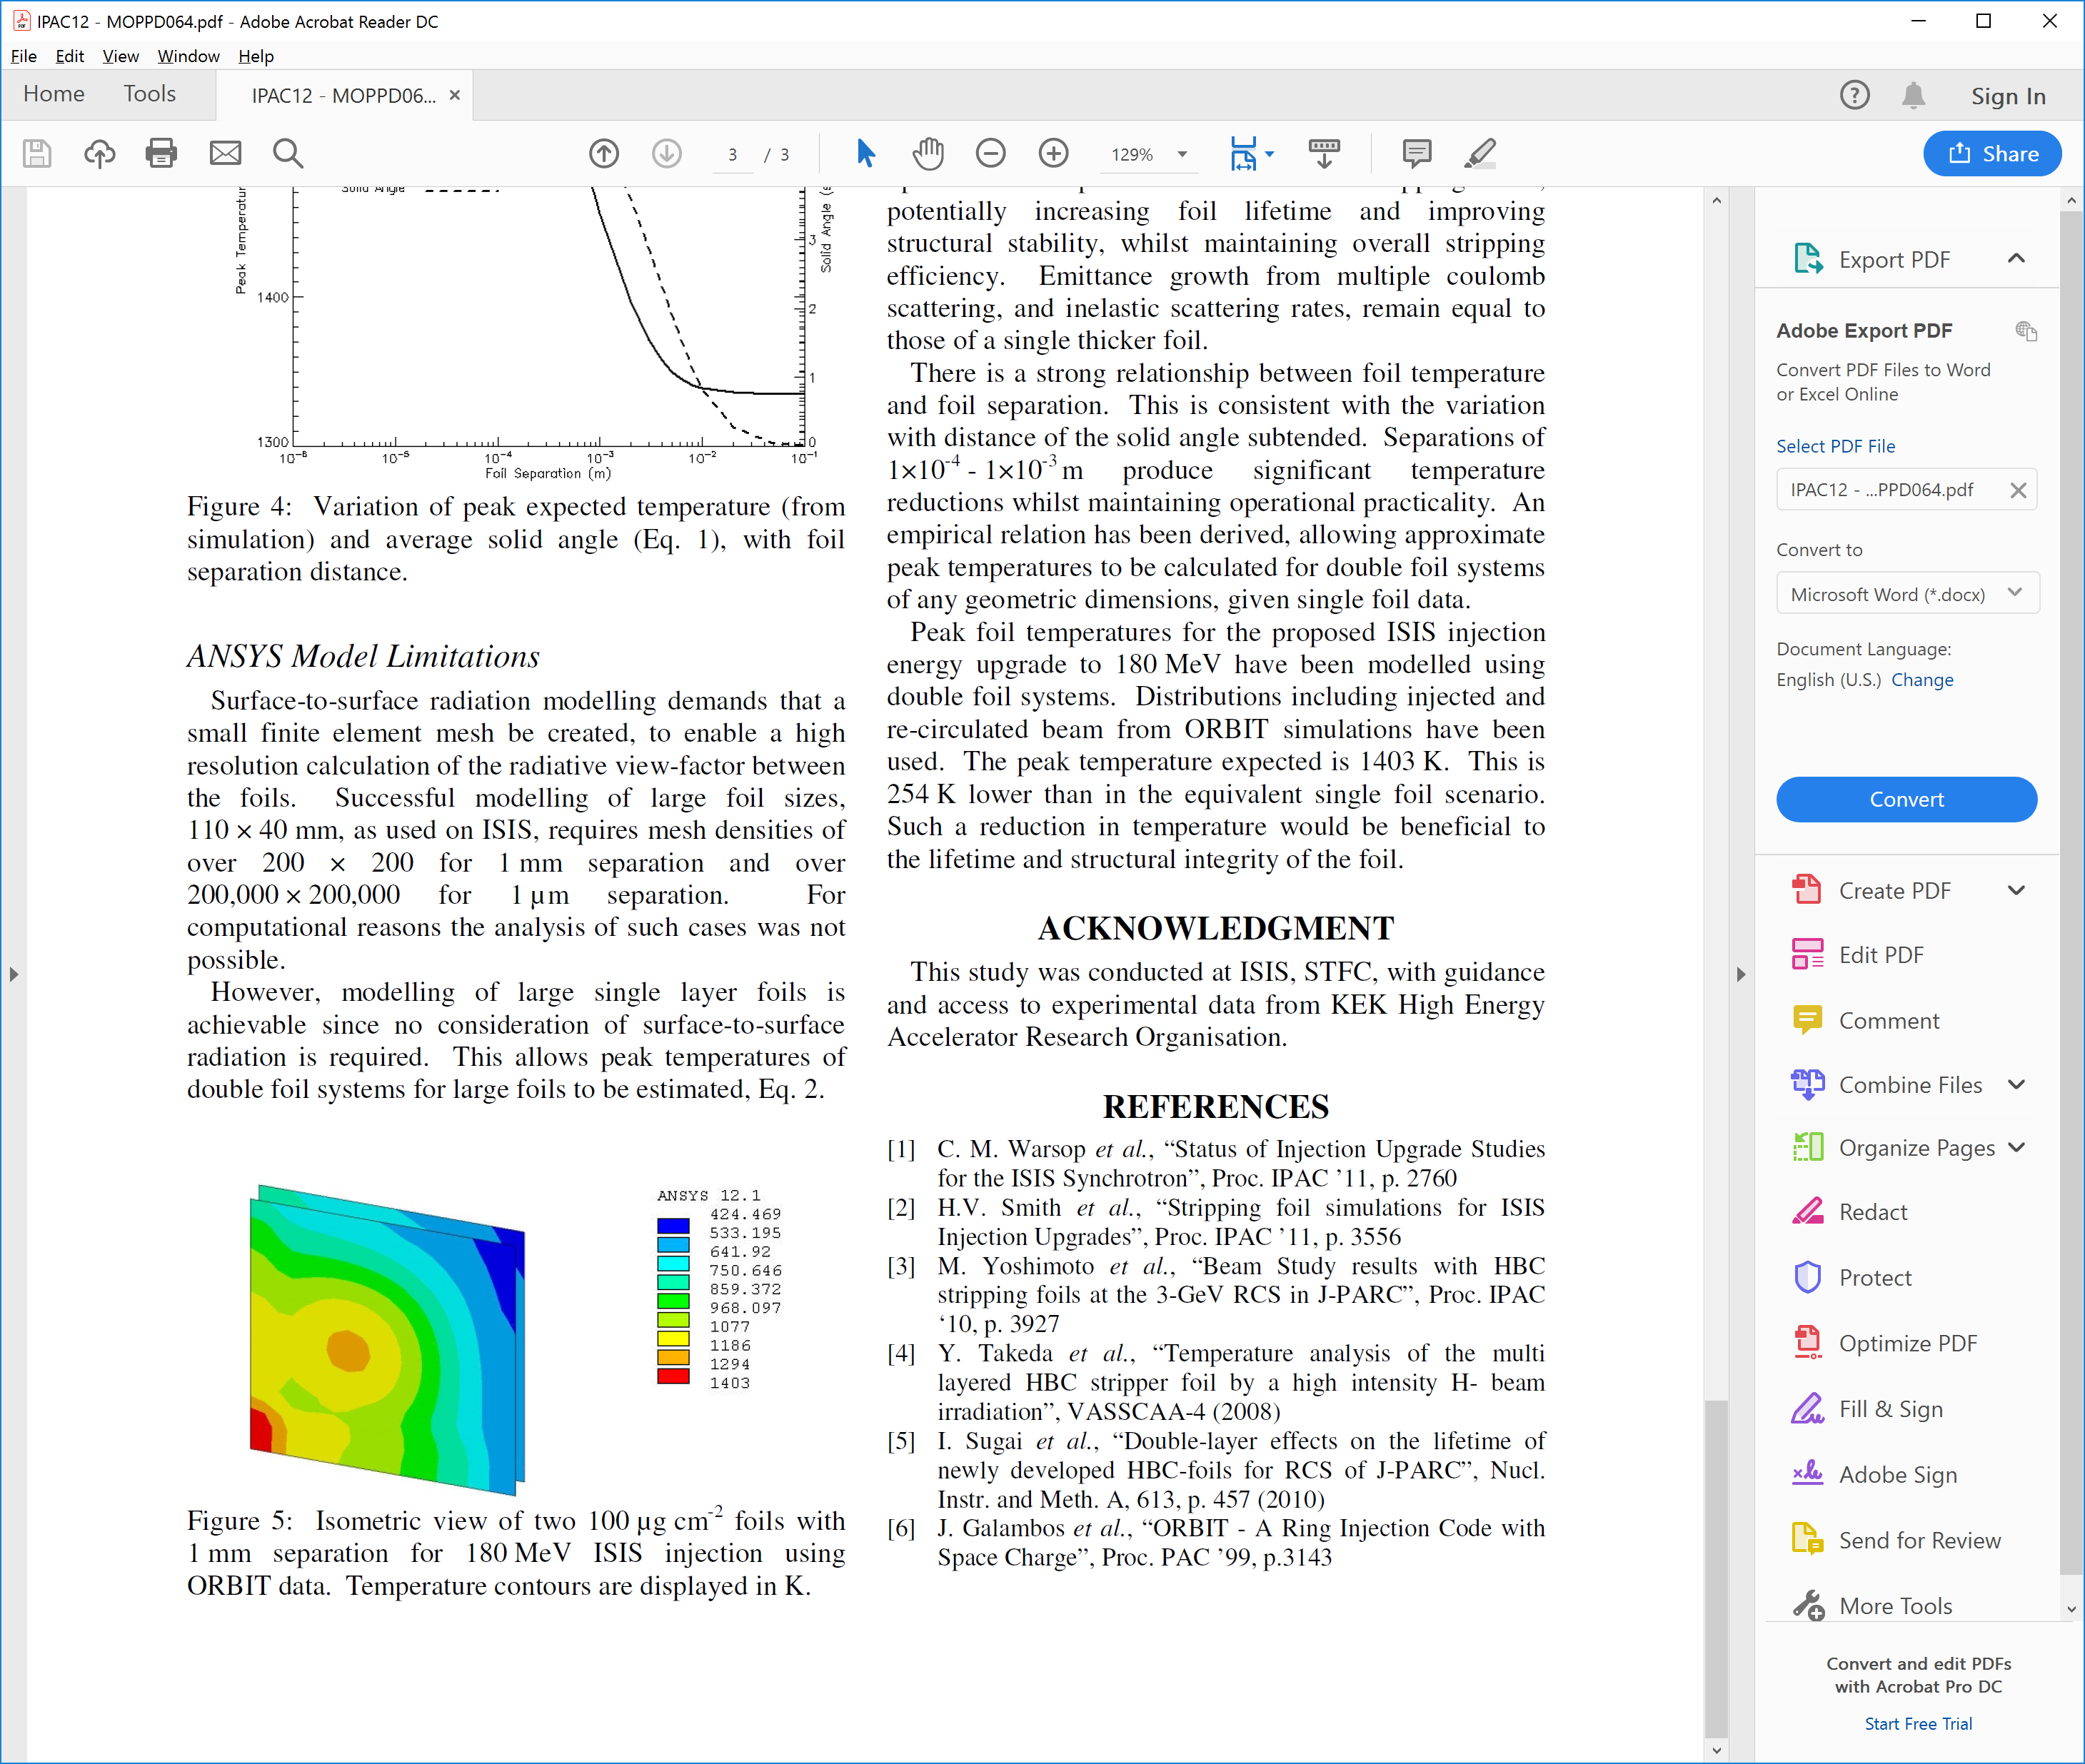 IPAC12 - MOPPD064.pdf - Adobe Acrobat Reader DC
File Edit View Window Help
Home Tools IPAC12 - MOPPD06... × Sign In
3 / 3 129% Share
Peak Temperatur
Solid Angle
Solid Angle (s
1400
1300
3
2
1
0
10⁻⁶ 10⁻⁵ 10⁻⁴ 10⁻³ 10⁻² 10⁻¹
Foil Separation (m)
Figure 4: Variation of peak expected temperature (from
simulation) and average solid angle (Eq. 1), with foil
separation distance.
ANSYS Model Limitations
Surface-to-surface radiation modelling demands that a
small finite element mesh be created, to enable a high
resolution calculation of the radiative view-factor between
the foils. Successful modelling of large foil sizes,
110 × 40 mm, as used on ISIS, requires mesh densities of
over 200 × 200 for 1 mm separation and over
200,000 × 200,000 for 1 µm separation. For
computational reasons the analysis of such cases was not
possible.
However, modelling of large single layer foils is
achievable since no consideration of surface-to-surface
radiation is required. This allows peak temperatures of
double foil systems for large foils to be estimated, Eq. 2.
ANSYS 12.1
424.469
533.195
641.92
750.646
859.372
968.097
1077
1186
1294
1403
Figure 5: Isometric view of two 100 µg cm⁻² foils with
1 mm separation for 180 MeV ISIS injection using
ORBIT data. Temperature contours are displayed in K.
potentially increasing foil lifetime and improving
structural stability, whilst maintaining overall stripping
efficiency. Emittance growth from multiple coulomb
scattering, and inelastic scattering rates, remain equal to
those of a single thicker foil.
There is a strong relationship between foil temperature
and foil separation. This is consistent with the variation
with distance of the solid angle subtended. Separations of
1×10⁻⁴ - 1×10⁻³ m produce significant temperature
reductions whilst maintaining operational practicality. An
empirical relation has been derived, allowing approximate
peak temperatures to be calculated for double foil systems
of any geometric dimensions, given single foil data.
Peak foil temperatures for the proposed ISIS injection
energy upgrade to 180 MeV have been modelled using
double foil systems. Distributions including injected and
re-circulated beam from ORBIT simulations have been
used. The peak temperature expected is 1403 K. This is
254 K lower than in the equivalent single foil scenario.
Such a reduction in temperature would be beneficial to
the lifetime and structural integrity of the foil.
ACKNOWLEDGMENT
This study was conducted at ISIS, STFC, with guidance
and access to experimental data from KEK High Energy
Accelerator Research Organisation.
REFERENCES
[1] C. M. Warsop et al., “Status of Injection Upgrade Studies
for the ISIS Synchrotron”, Proc. IPAC ’11, p. 2760
[2] H.V. Smith et al., “Stripping foil simulations for ISIS
Injection Upgrades”, Proc. IPAC ’11, p. 3556
[3] M. Yoshimoto et al., “Beam Study results with HBC
stripping foils at the 3-GeV RCS in J-PARC”, Proc. IPAC
‘10, p. 3927
[4] Y. Takeda et al., “Temperature analysis of the multi
layered HBC stripper foil by a high intensity H- beam
irradiation”, VASSCAA-4 (2008)
[5] I. Sugai et al., “Double-layer effects on the lifetime of
newly developed HBC-foils for RCS of J-PARC”, Nucl.
Instr. and Meth. A, 613, p. 457 (2010)
[6] J. Galambos et al., “ORBIT - A Ring Injection Code with
Space Charge”, Proc. PAC ’99, p.3143
Export PDF
Adobe Export PDF
Convert PDF Files to Word
or Excel Online
Select PDF File
IPAC12 - ...PPD064.pdf
Convert to
Microsoft Word (*.docx)
Document Language:
English (U.S.) Change
Convert
Create PDF
Edit PDF
Comment
Combine Files
Organize Pages
Redact
Protect
Optimize PDF
Fill & Sign
Adobe Sign
Send for Review
More Tools
Convert and edit PDFs
with Acrobat Pro DC
Start Free Trial